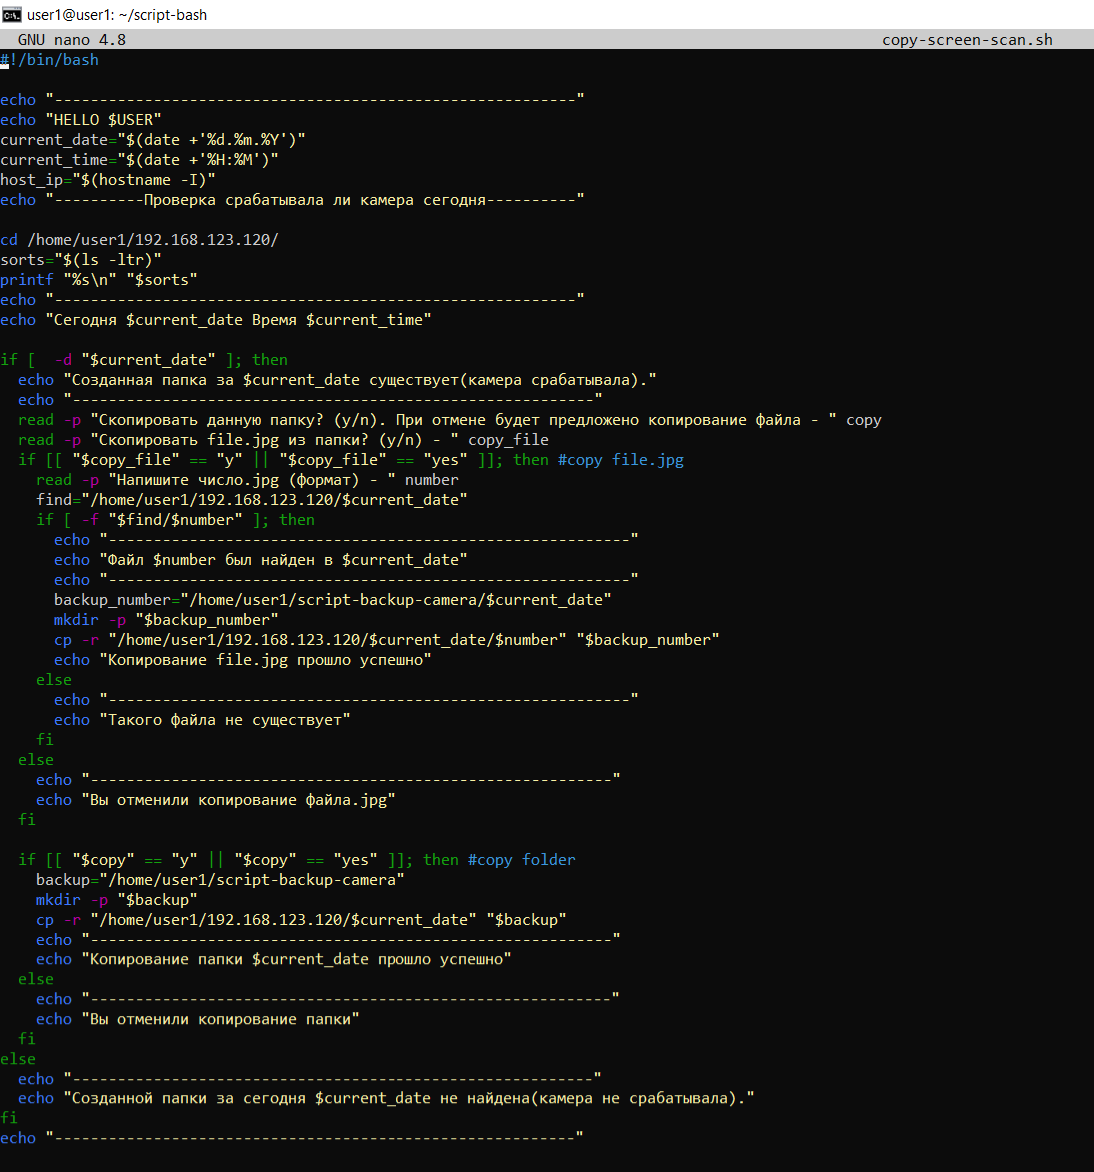 user1@user1: ~/script-bash
GNU nano 4.8 copy-screen-scan.sh
#!/bin/bash
echo "----------------------------------------------------------"
echo "HELLO $USER"
current_date="$(date +'%d.%m.%Y')"
current_time="$(date +'%H:%M')"
host_ip="$(hostname -I)"
echo "----------Проверка срабатывала ли камера сегодня----------"
cd /home/user1/192.168.123.120/
sorts="$(ls -ltr)"
printf "%s\n" "$sorts"
echo "----------------------------------------------------------"
echo "Сегодня $current_date Время $current_time"
if [  -d "$current_date" ]; then
  echo "Созданная папка за $current_date существует(камера срабатывала)."
  echo "----------------------------------------------------------"
  read -p "Скопировать данную папку? (y/n). При отмене будет предложено копирование файла - " copy
  read -p "Скопировать file.jpg из папки? (y/n) - " copy_file
  if [[ "$copy_file" == "y" || "$copy_file" == "yes" ]]; then #copy file.jpg
    read -p "Напишите число.jpg (формат) - " number
    find="/home/user1/192.168.123.120/$current_date"
    if [ -f "$find/$number" ]; then
      echo "----------------------------------------------------------"
      echo "Файл $number был найден в $current_date"
      echo "----------------------------------------------------------"
      backup_number="/home/user1/script-backup-camera/$current_date"
      mkdir -p "$backup_number"
      cp -r "/home/user1/192.168.123.120/$current_date/$number" "$backup_number"
      echo "Копирование file.jpg прошло успешно"
    else
      echo "----------------------------------------------------------"
      echo "Такого файла не существует"
    fi
  else
    echo "----------------------------------------------------------"
    echo "Вы отменили копирование файла.jpg"
  fi
  if [[ "$copy" == "y" || "$copy" == "yes" ]]; then #copy folder
    backup="/home/user1/script-backup-camera"
    mkdir -p "$backup"
    cp -r "/home/user1/192.168.123.120/$current_date" "$backup"
    echo "----------------------------------------------------------"
    echo "Копирование папки $current_date прошло успешно"
  else
    echo "----------------------------------------------------------"
    echo "Вы отменили копирование папки"
  fi
else
  echo "----------------------------------------------------------"
  echo "Созданной папки за сегодня $current_date не найдена(камера не срабатывала)."
fi
echo "----------------------------------------------------------"